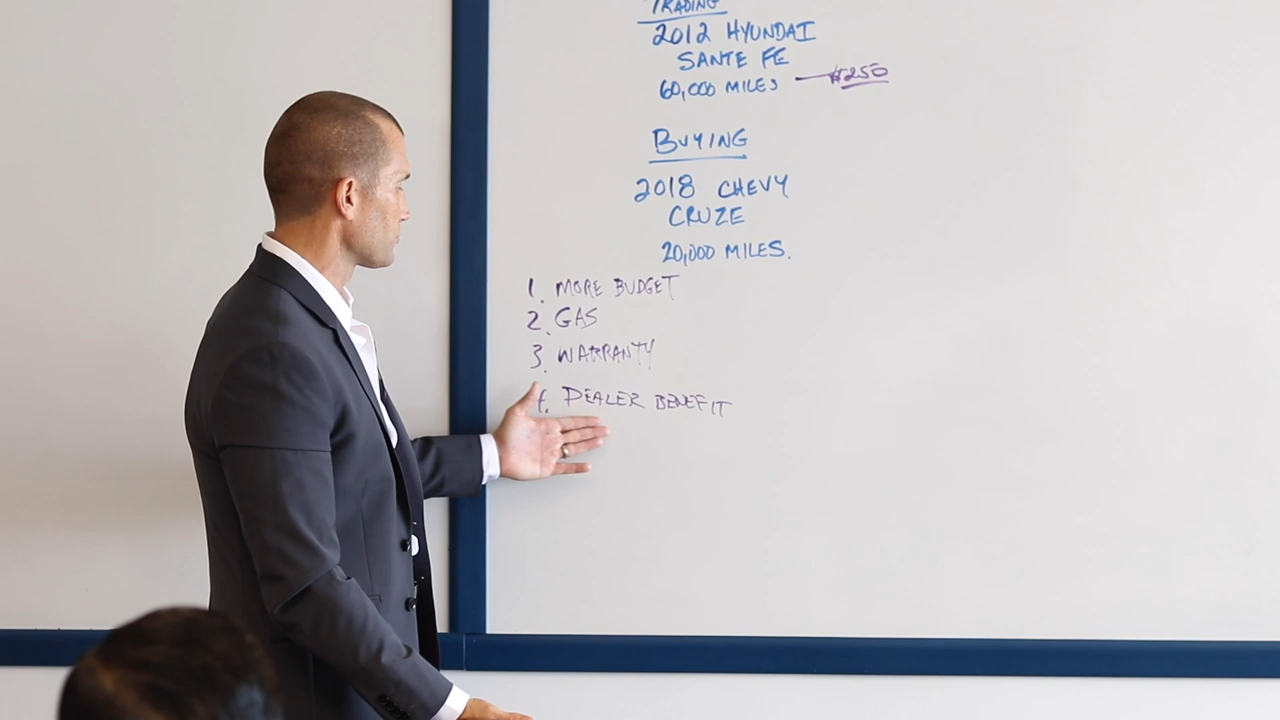 TRADING
2012 HYUNDAI
SANTE FE
60,000 MILES — $250
BUYING
2018 CHEVY
CRUZE
20,000 MILES.
1. MORE BUDGET
2. GAS
3. WARRANTY
4. DEALER BENEFIT